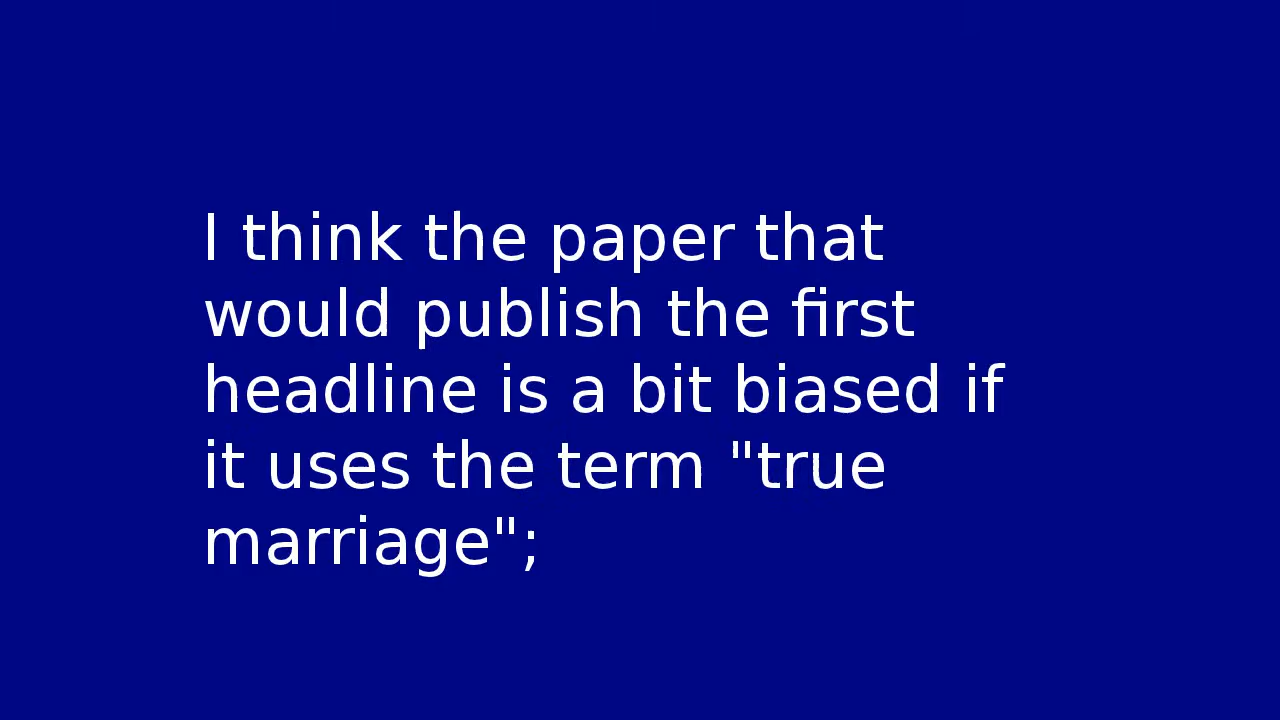 I think the paper that
would publish the first
headline is a bit biased if
it uses the term "true
marriage";